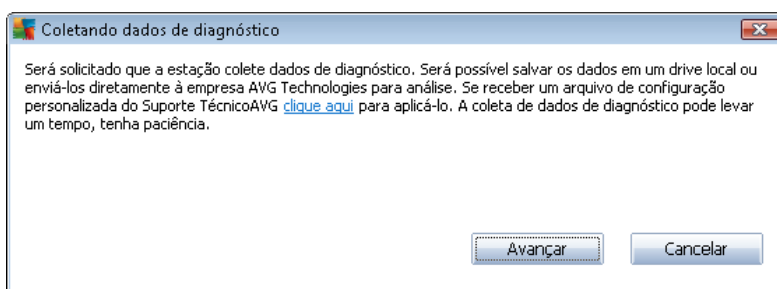 Coletando dados de diagnóstico
Será solicitado que a estação colete dados de diagnóstico. Será possível salvar os dados em um drive local ou
enviá-los diretamente à empresa AVG Technologies para análise. Se receber um arquivo de configuração
personalizada do Suporte TécnicoAVG clique aqui para aplicá-lo. A coleta de dados de diagnóstico pode levar
um tempo, tenha paciência.
Avançar Cancelar